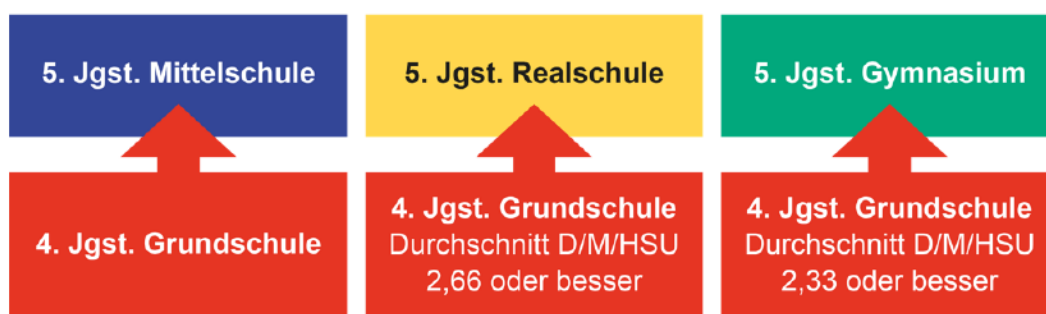 5. Jgst. Mittelschule
5. Jgst. Realschule
5. Jgst. Gymnasium
4. Jgst. Grundschule
4. Jgst. Grundschule
Durchschnitt D/M/HSU
2,66 oder besser
4. Jgst. Grundschule
Durchschnitt D/M/HSU
2,33 oder besser